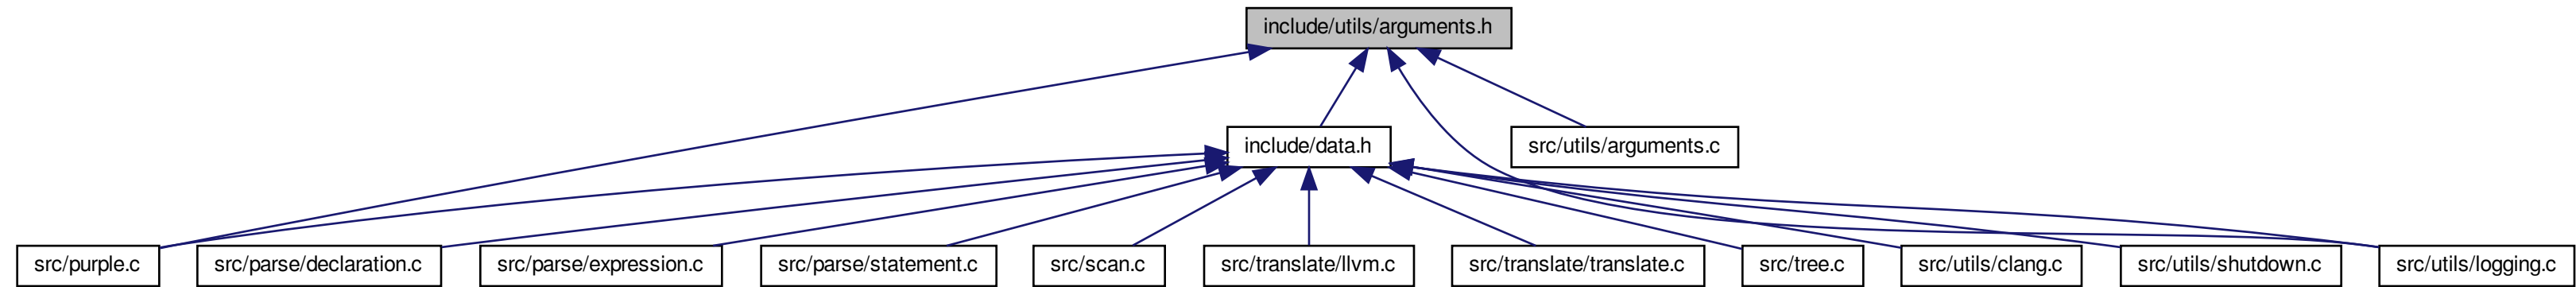 include/utils/arguments.h
include/data.h
src/utils/arguments.c
src/purple.c
src/parse/declaration.c
src/parse/expression.c
src/parse/statement.c
src/scan.c
src/translate/llvm.c
src/translate/translate.c
src/tree.c
src/utils/clang.c
src/utils/shutdown.c
src/utils/logging.c